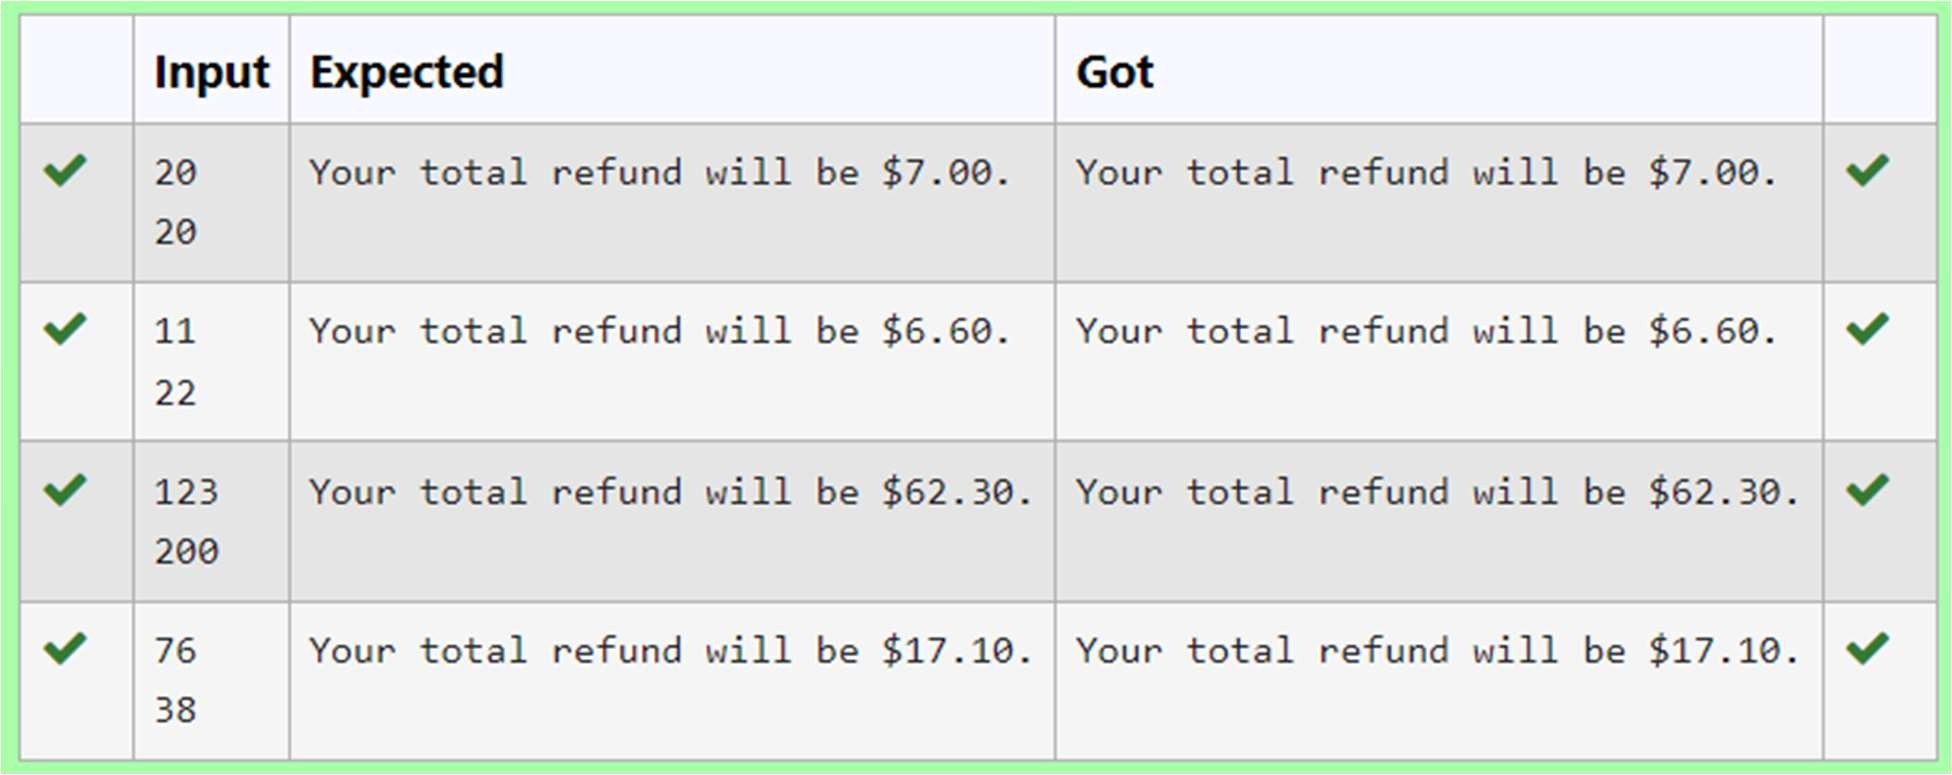 Input Expected Got
20 Your total refund will be $7.00. Your total refund will be $7.00.
20
11 Your total refund will be $6.60. Your total refund will be $6.60.
22
123 Your total refund will be $62.30. Your total refund will be $62.30.
200
76 Your total refund will be $17.10. Your total refund will be $17.10.
38